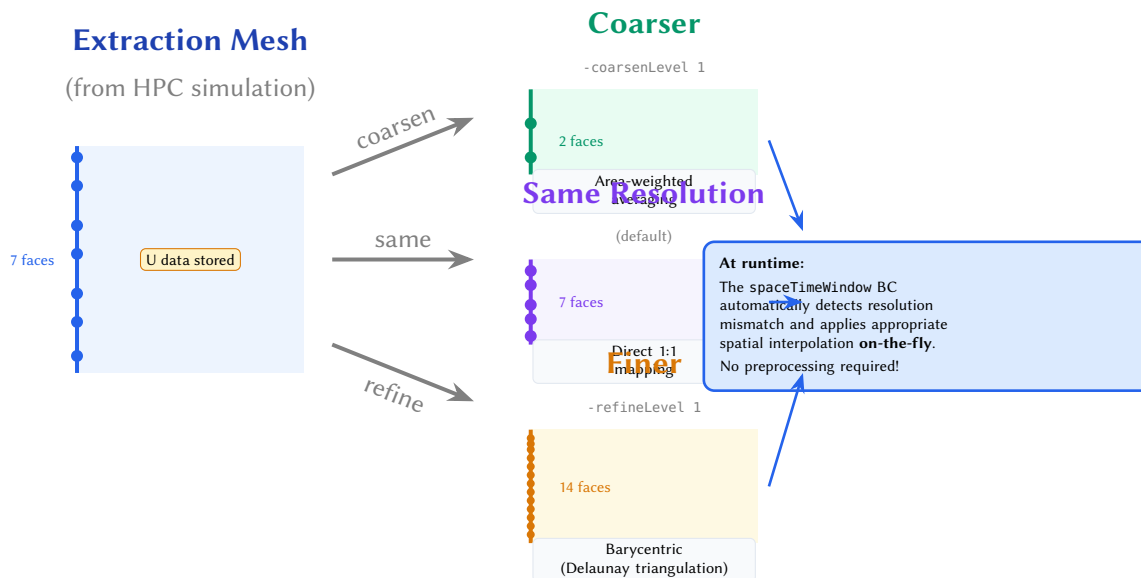 Extraction Mesh
(from HPC simulation)
7 faces
U data stored
coarsen
same
refine
Coarser
-coarsenLevel 1
2 faces
Area-weighted
averaging
Same Resolution
(default)
7 faces
Direct 1:1
mapping
Finer
-refineLevel 1
14 faces
Barycentric
(Delaunay triangulation)
At runtime:
The spaceTimeWindow BC
automatically detects resolution
mismatch and applies appropriate
spatial interpolation on-the-fly.
No preprocessing required!